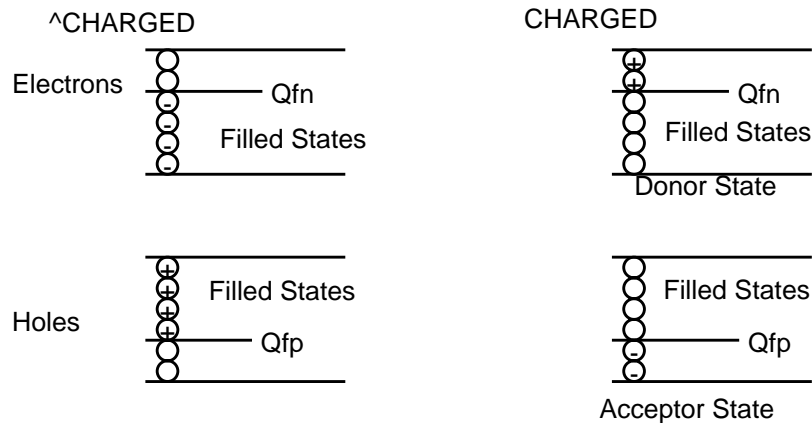 ^CHARGED CHARGED
Electrons
Qfn
Filled States
Qfn
Filled States
Donor State
Holes
Filled States
Qfp
Filled States
Qfp
Acceptor State
- - - -
+ +
+ + + +
- -